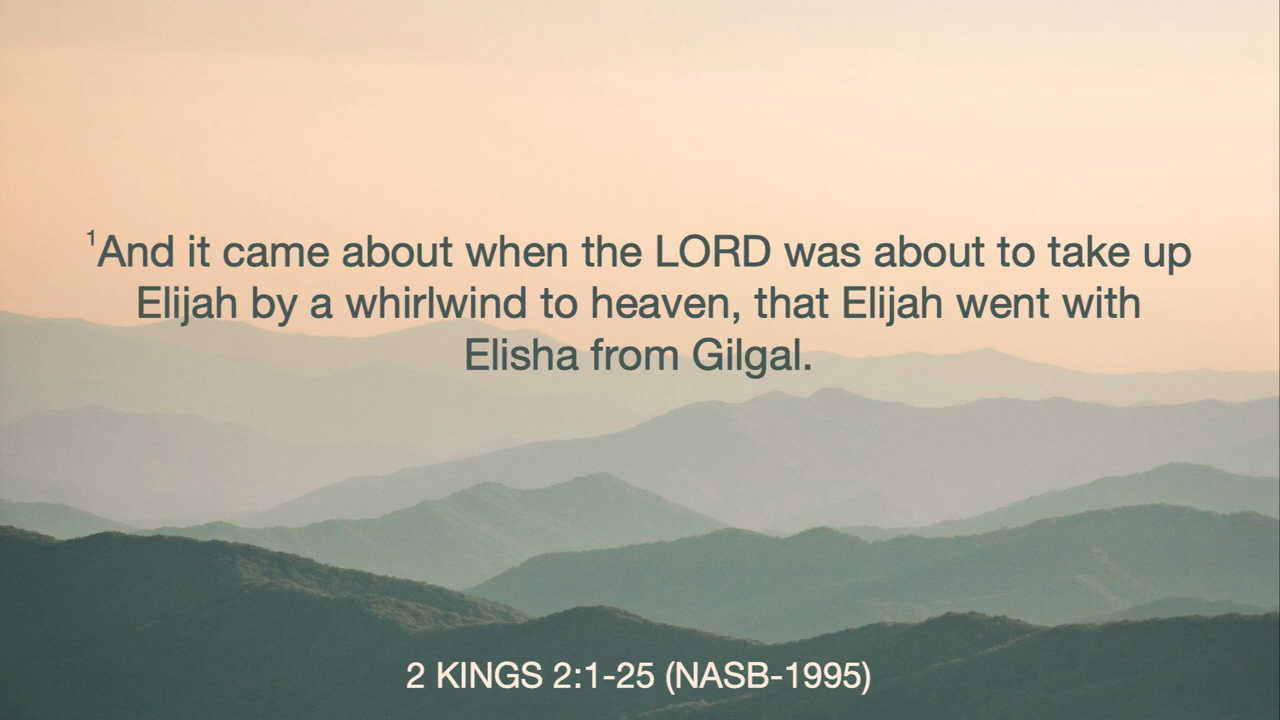 ¹And it came about when the LORD was about to take up
Elijah by a whirlwind to heaven, that Elijah went with
Elisha from Gilgal.
2 KINGS 2:1-25 (NASB-1995)